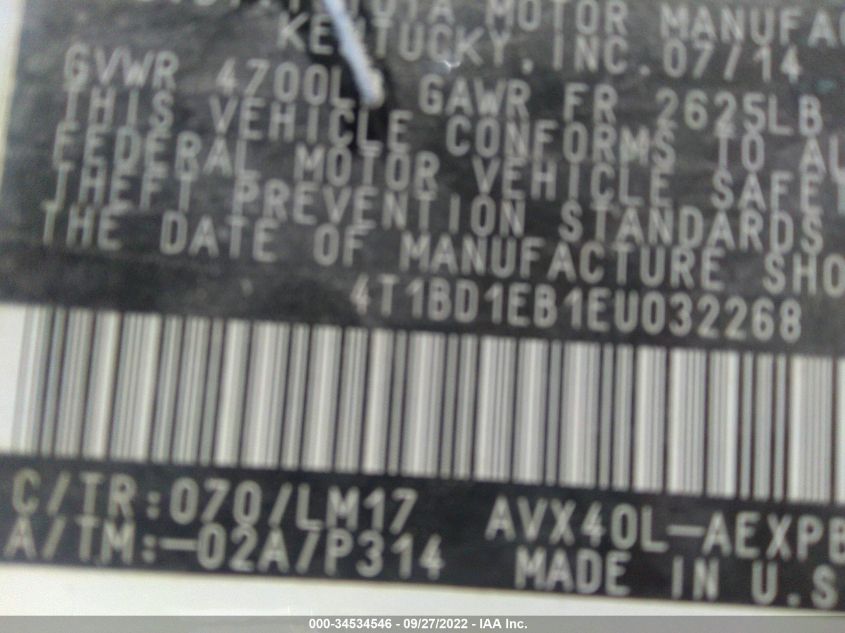 TOTA MOTOR MANUFAC
KENTUCKY, INC. 07/14
GVWR 4700L GAWR FR 2625LB
THIS VEHICLE CONFORMS TO AL
FEDERAL MOTOR VEHICLE SAFET
THEFT PREVENTION STANDARDS
THE DATE OF MANUFACTURE SHO
4T1BD1EB1EU032268
C/TR:070/LM17 AVX40L-AEXPB
A/TM:-02A/P314 MADE IN U.S
000-34534546 - 09/27/2022 - IAA Inc.